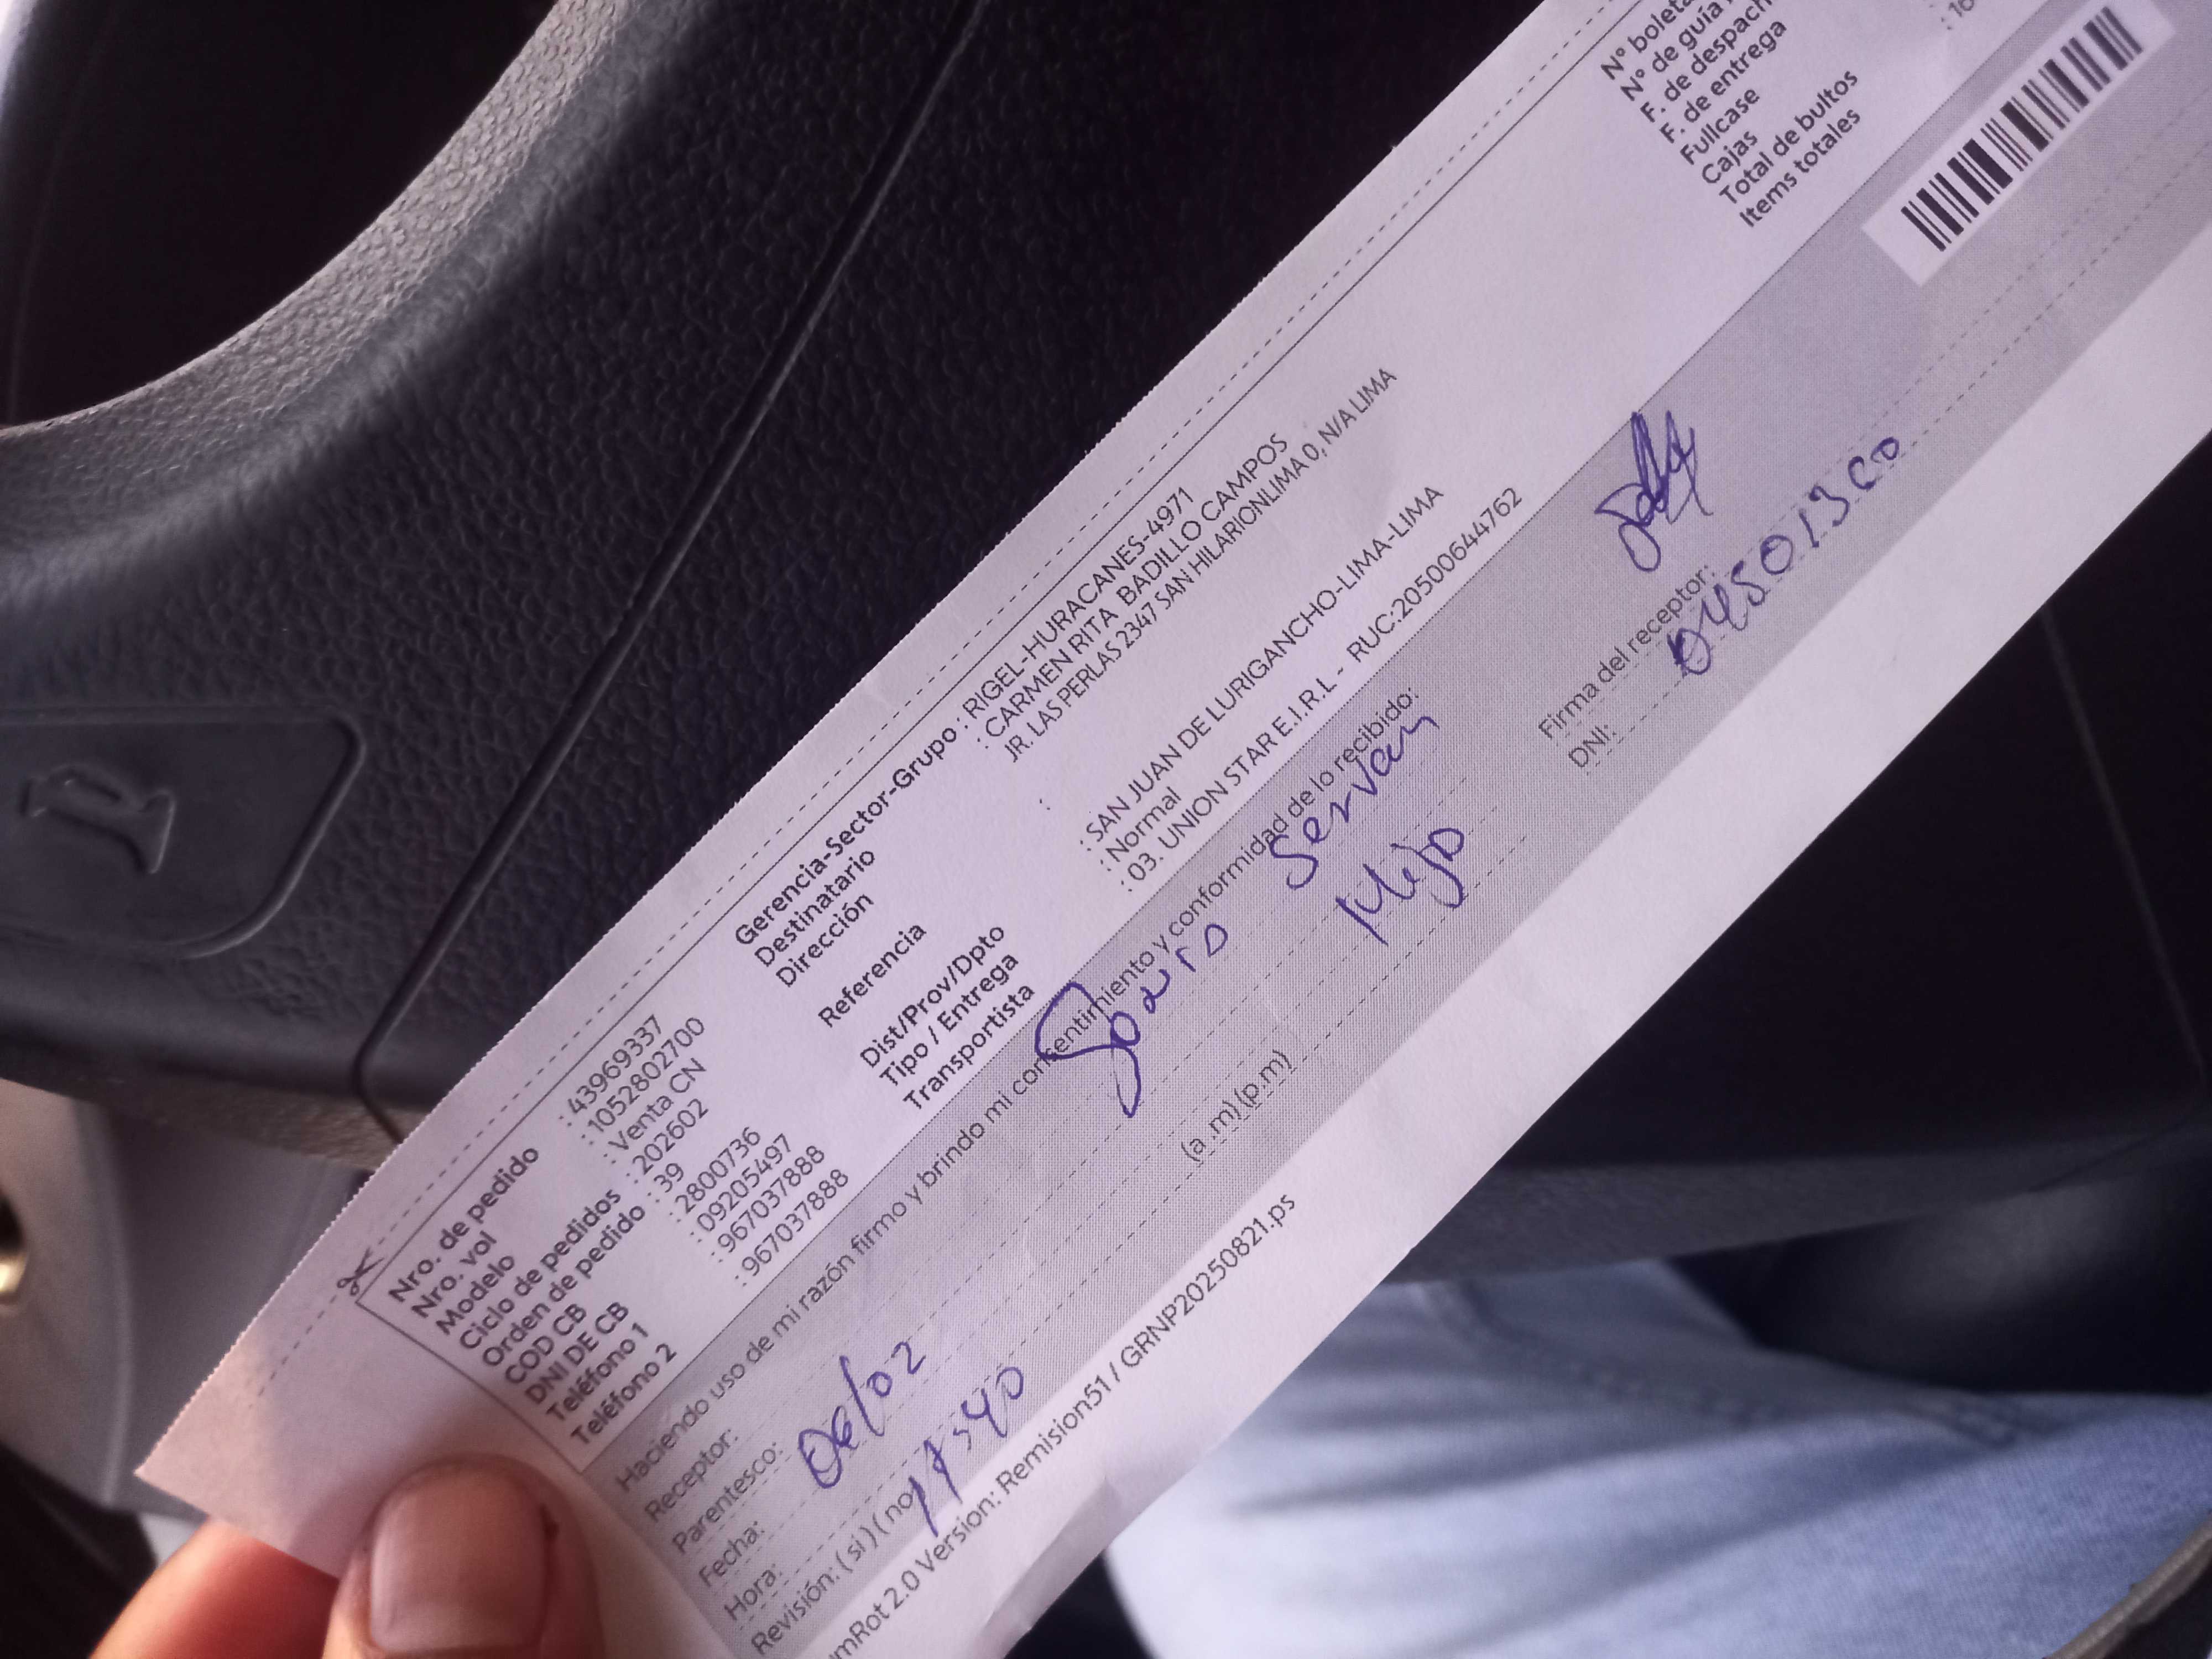 Nro. de pedido : 43969337
Nro. vol : 1052802700
Modelo : Venta CN
Ciclo de pedidos : 202602
Orden de pedido : 39
COD CB : 2800736
DNI DE CB : 09205497
Teléfono 1 : 967037888
Teléfono 2 : 967037888
Gerencia-Sector-Grupo : RIGEL-HURACANES-4971
Destinatario : CARMEN RITA BADILLO CAMPOS
Dirección JR. LAS PERLAS 2347 SAN HILARIONLIMA 0, N/A LIMA
Referencia :
Dist/Prov/Dpto : SAN JUAN DE LURIGANCHO-LIMA-LIMA
Tipo / Entrega : Normal
Transportista : 03. UNION STAR E.I.R.L - RUC:20500644762
Nº boleta
Nº de guía
F. de despach
F. de entrega
Fullcase
Cajas
Total de bultos
Items totales
Haciendo uso de mi razón firmo y brindo mi consentimiento y conformidad de lo recibido:
Receptor: Servan
Parentesco:
Fecha: 06/02
Hora:
Revisión: (si) (no)
(a .m) (p.m)
Firma del receptor:
DNI:
mRot 2.0 Version: Remision51 / GRNP20250821.ps